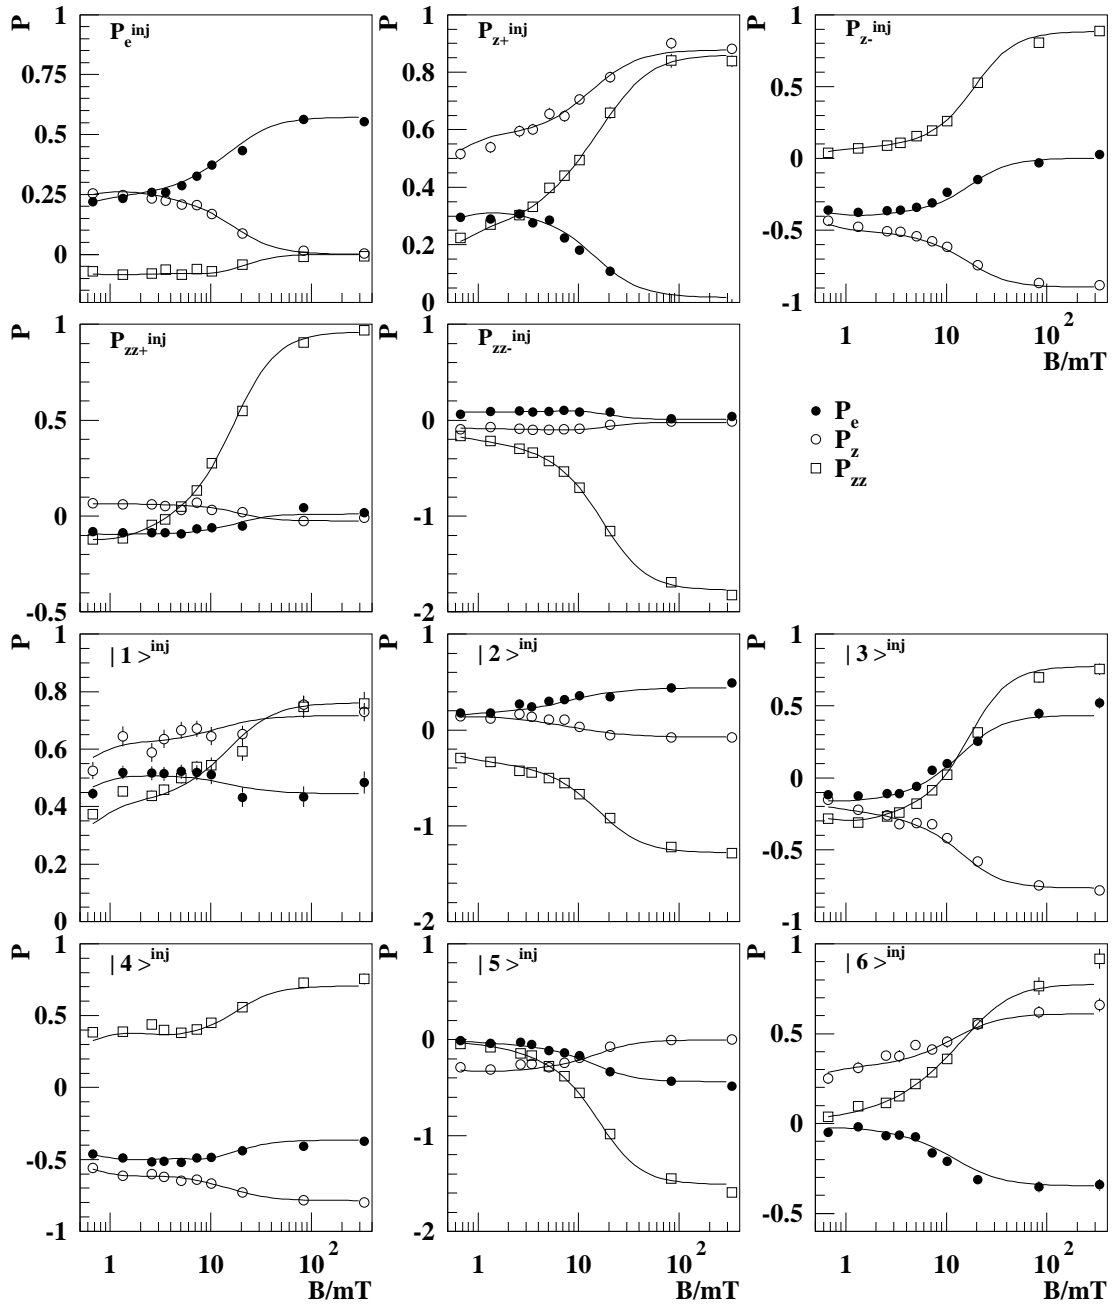 P
P_e^inj
1
0.75
0.5
0.25
0
P_z+^inj
1
0.8
0.6
0.4
0.2
0
P
P_z-^inj
1
0.5
0
-0.5
-1
1 10 10^2
B/mT
P
P_zz+^inj
1
0.5
0
-0.5
P
P_zz-^inj
1
0
-1
-2
P_e
P_z
P_zz
P
| 1 >^inj
1
0.8
0.6
0.4
0.2
0
P
| 2 >^inj
1
0
-1
-2
P
| 3 >^inj
1
0.5
0
-0.5
-1
P
| 4 >^inj
1
0.5
0
-0.5
-1
1 10 10^2
B/mT
P
| 5 >^inj
1
0
-1
-2
1 10 10^2
B/mT
P
| 6 >^inj
1
0.5
0
-0.5
1 10 10^2
B/mT